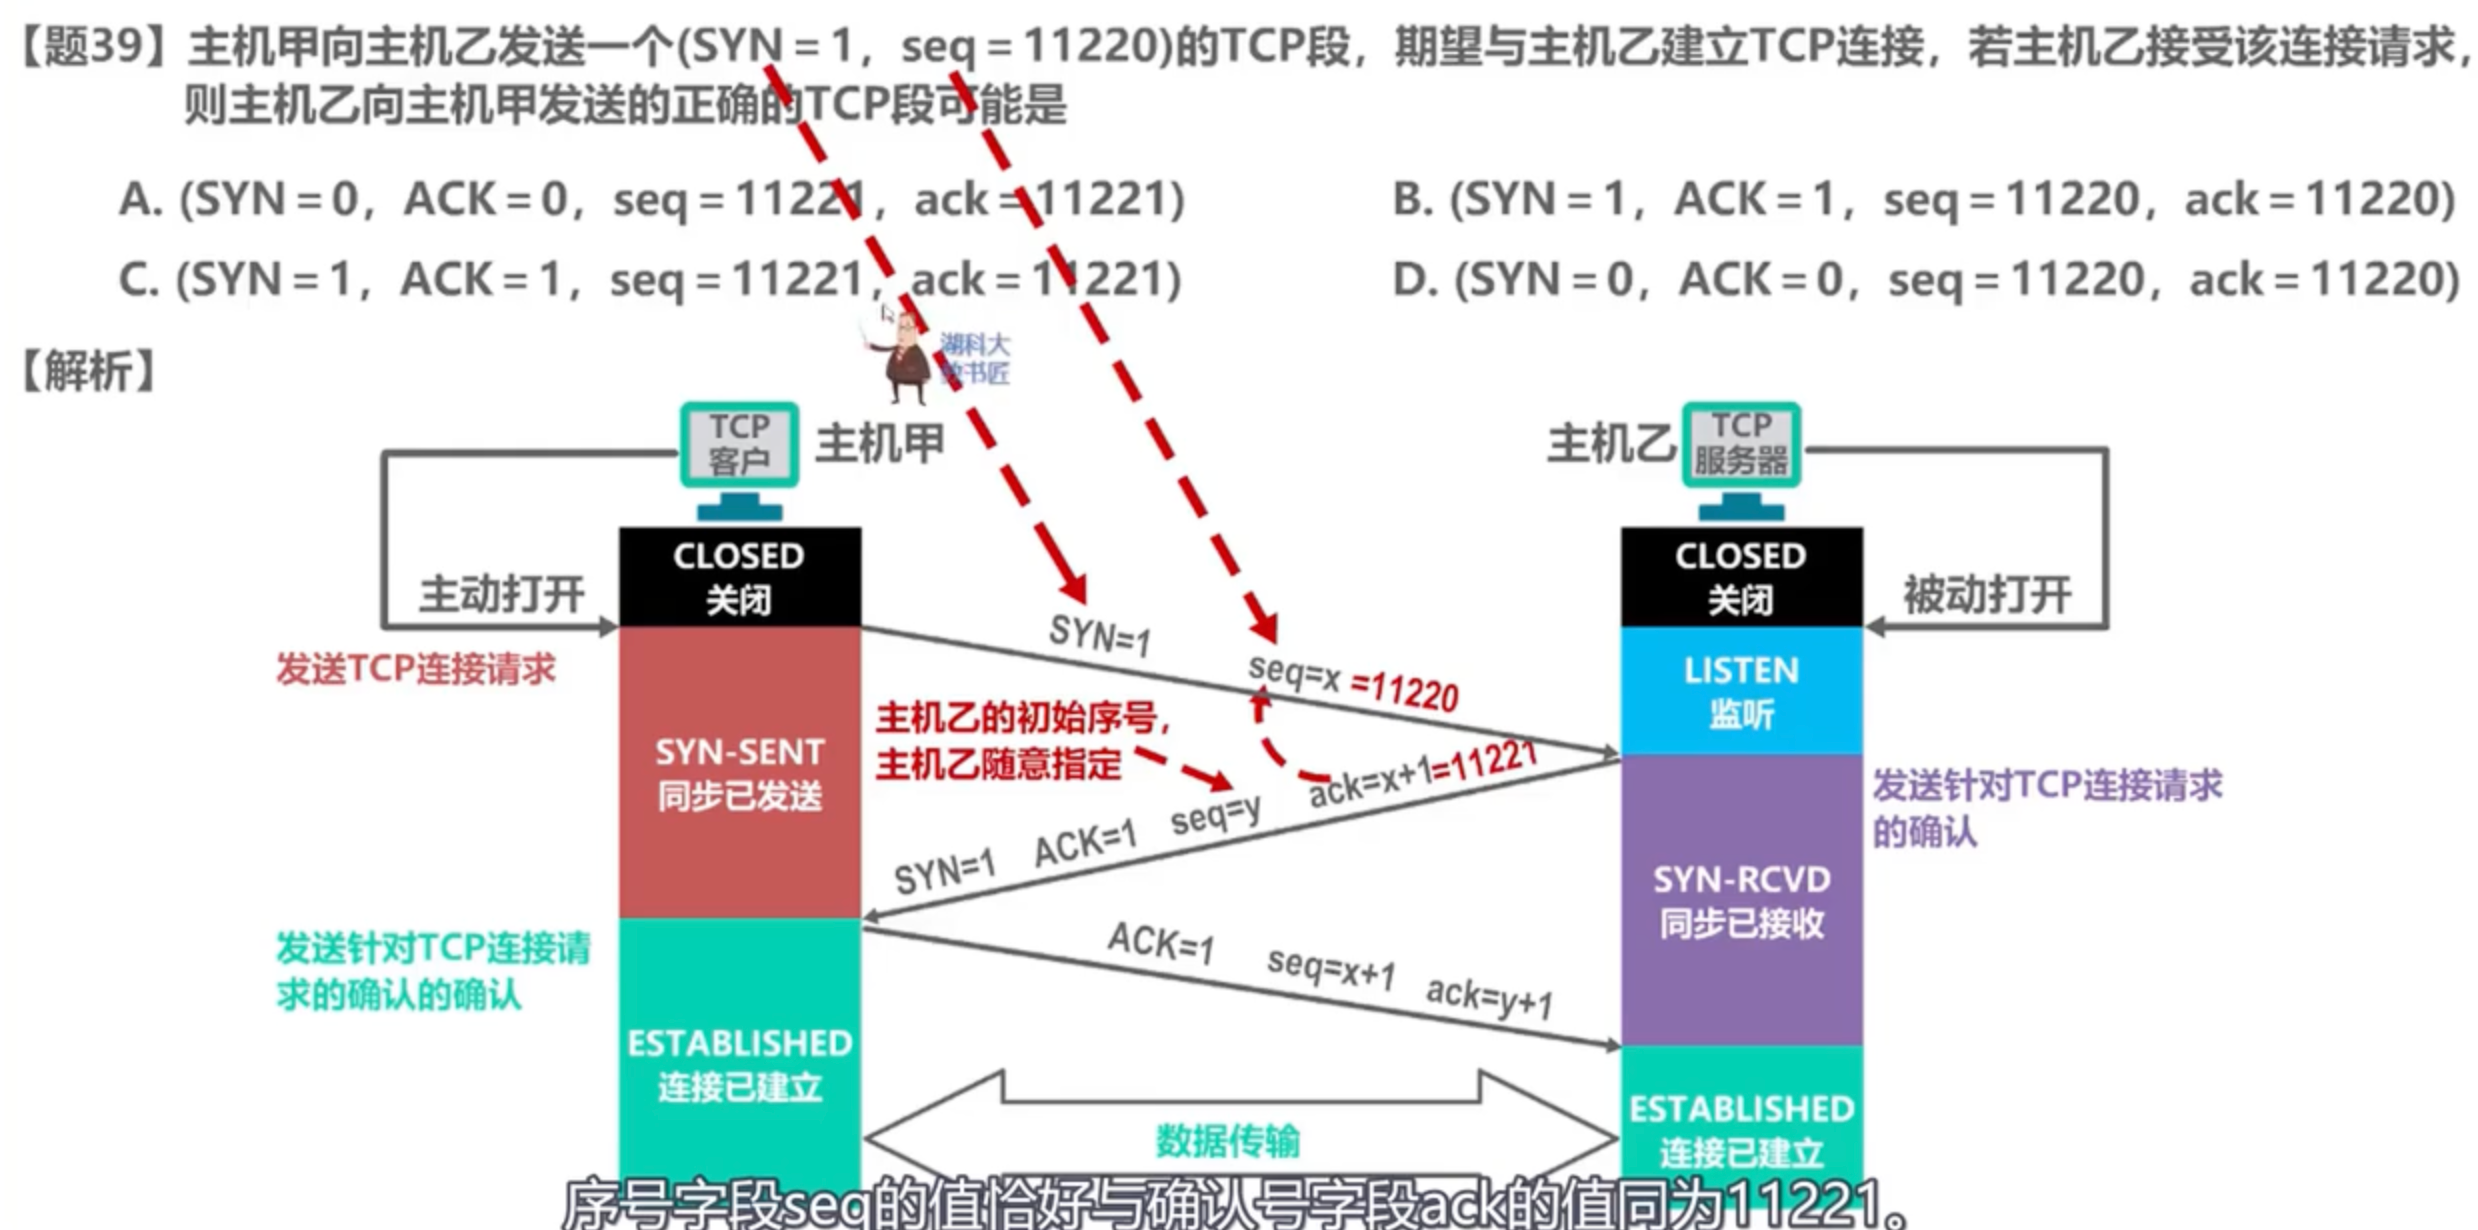 【题39】主机甲向主机乙发送一个(SYN = 1，seq = 11220)的TCP段，期望与主机乙建立TCP连接，若主机乙接受该连接请求，
则主机乙向主机甲发送的正确的TCP段可能是
A. (SYN = 0，ACK = 0，seq = 11221，ack = 11221)
B. (SYN = 1，ACK = 1，seq = 11220，ack = 11220)
C. (SYN = 1，ACK = 1，seq = 11221，ack = 11221)
D. (SYN = 0，ACK = 0，seq = 11220，ack = 11220)
湖科大
教书匠
【解析】
TCP
客户
主机甲
主机乙
TCP
服务器
CLOSED
关闭
CLOSED
关闭
主动打开
被动打开
发送TCP连接请求
SYN=1
seq=x =11220
LISTEN
监听
主机乙的初始序号，
主机乙随意指定
SYN-SENT
同步已发送
SYN=1 ACK=1 seq=y ack=x+1=11221
发送针对TCP连接请求
的确认
SYN-RCVD
同步已接收
发送针对TCP连接请
求的确认的确认
ACK=1 seq=x+1 ack=y+1
ESTABLISHED
连接已建立
ESTABLISHED
连接已建立
数据传输
序号字段seq的值恰好与确认号字段ack的值同为11221。